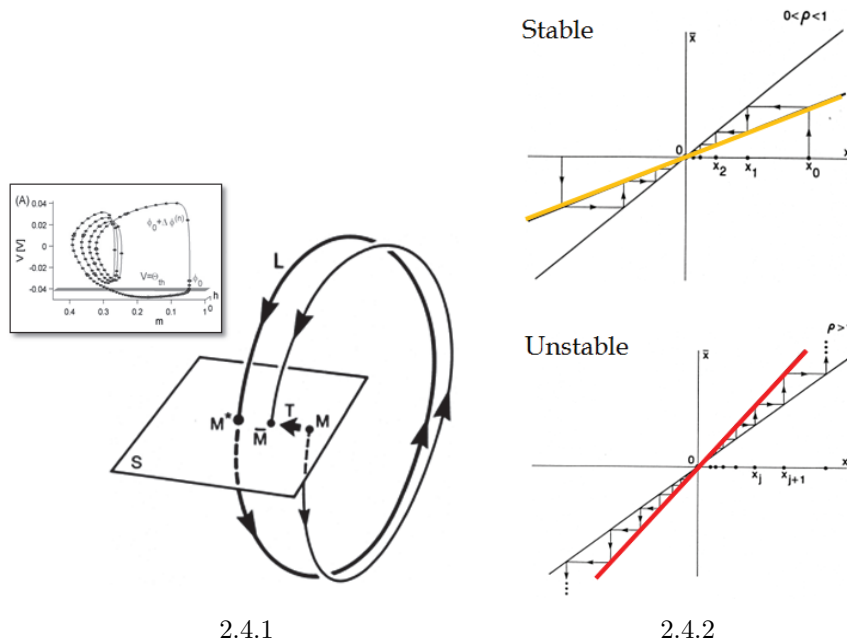 (A)
0.04
0.02
0
-0.02
-0.04
V [V]
ϕ₀+Δϕ⁽ⁿ⁾
V=Θth
ϕ₀
0.4
0.3
0.2
0.1
0
1
h
m
L
M*
M̄
T
M
S
2.4.1
Stable
x̄
0<ρ<1
0
x₂
x₁
x₀
x
Unstable
x̄
ρ>1
0
xⱼ
xⱼ₊₁
x
2.4.2